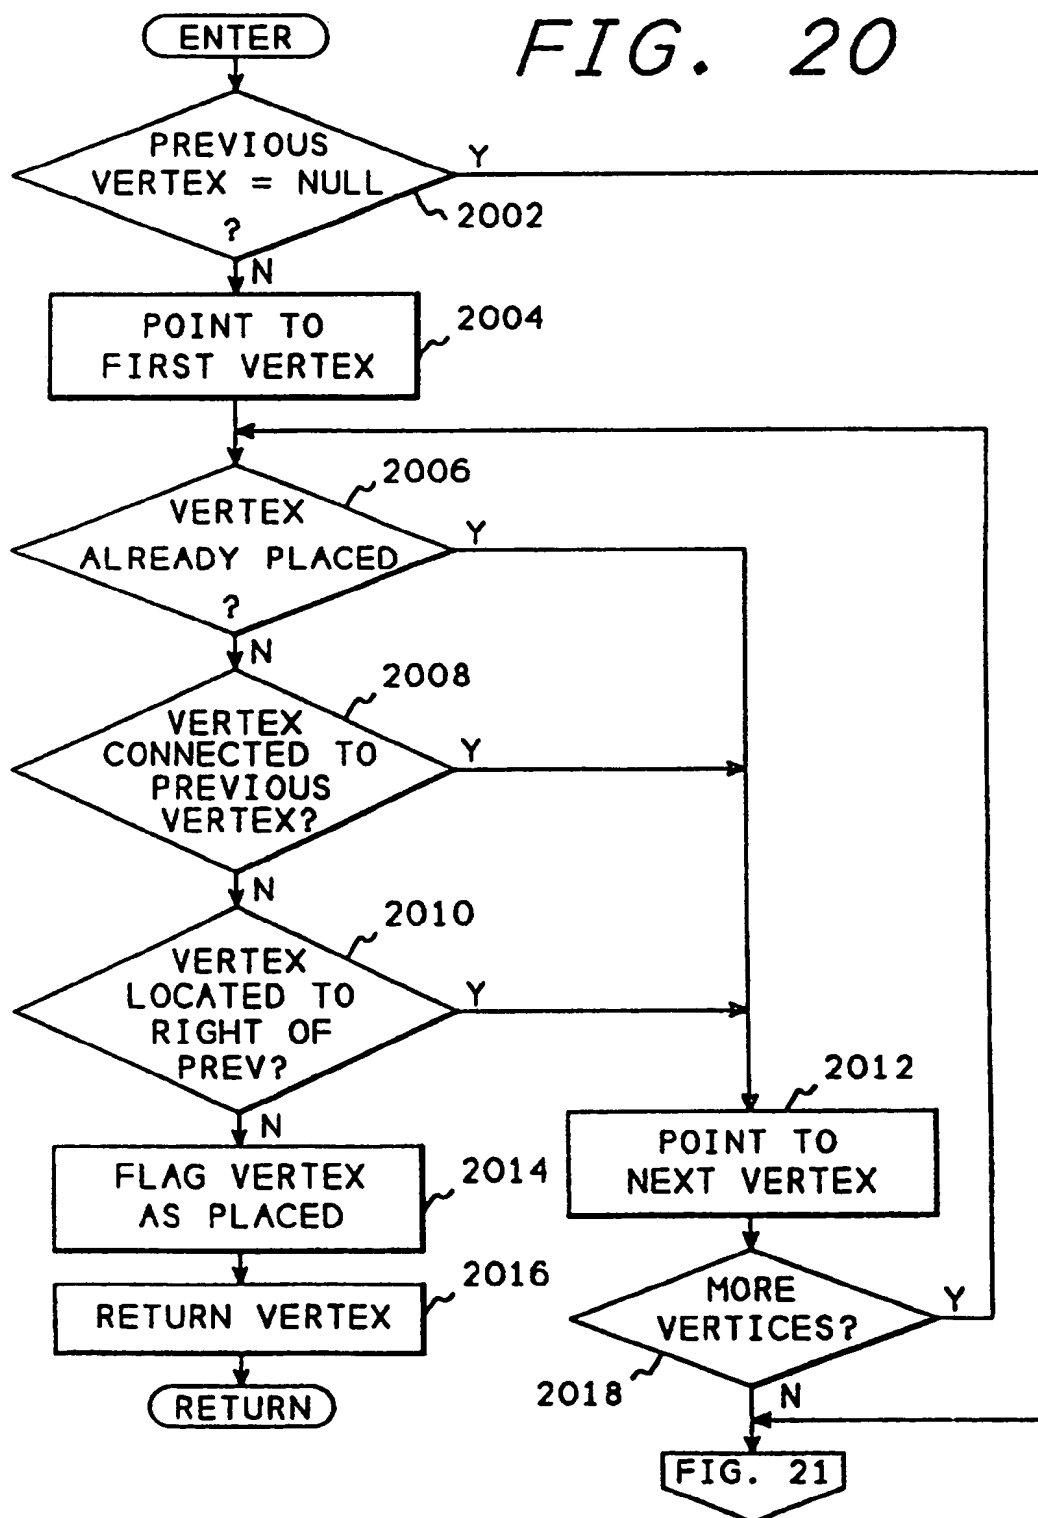 FIG. 20
ENTER
PREVIOUS
VERTEX = NULL
?
Y
2002
N
POINT TO
FIRST VERTEX
2004
2006
VERTEX
ALREADY PLACED
?
Y
N
2008
VERTEX
CONNECTED TO
PREVIOUS
VERTEX?
Y
N
2010
VERTEX
LOCATED TO
RIGHT OF
PREV?
Y
N
2012
POINT TO
NEXT VERTEX
FLAG VERTEX
AS PLACED
2014
RETURN VERTEX
2016
MORE
VERTICES?
Y
2018
N
RETURN
FIG. 21